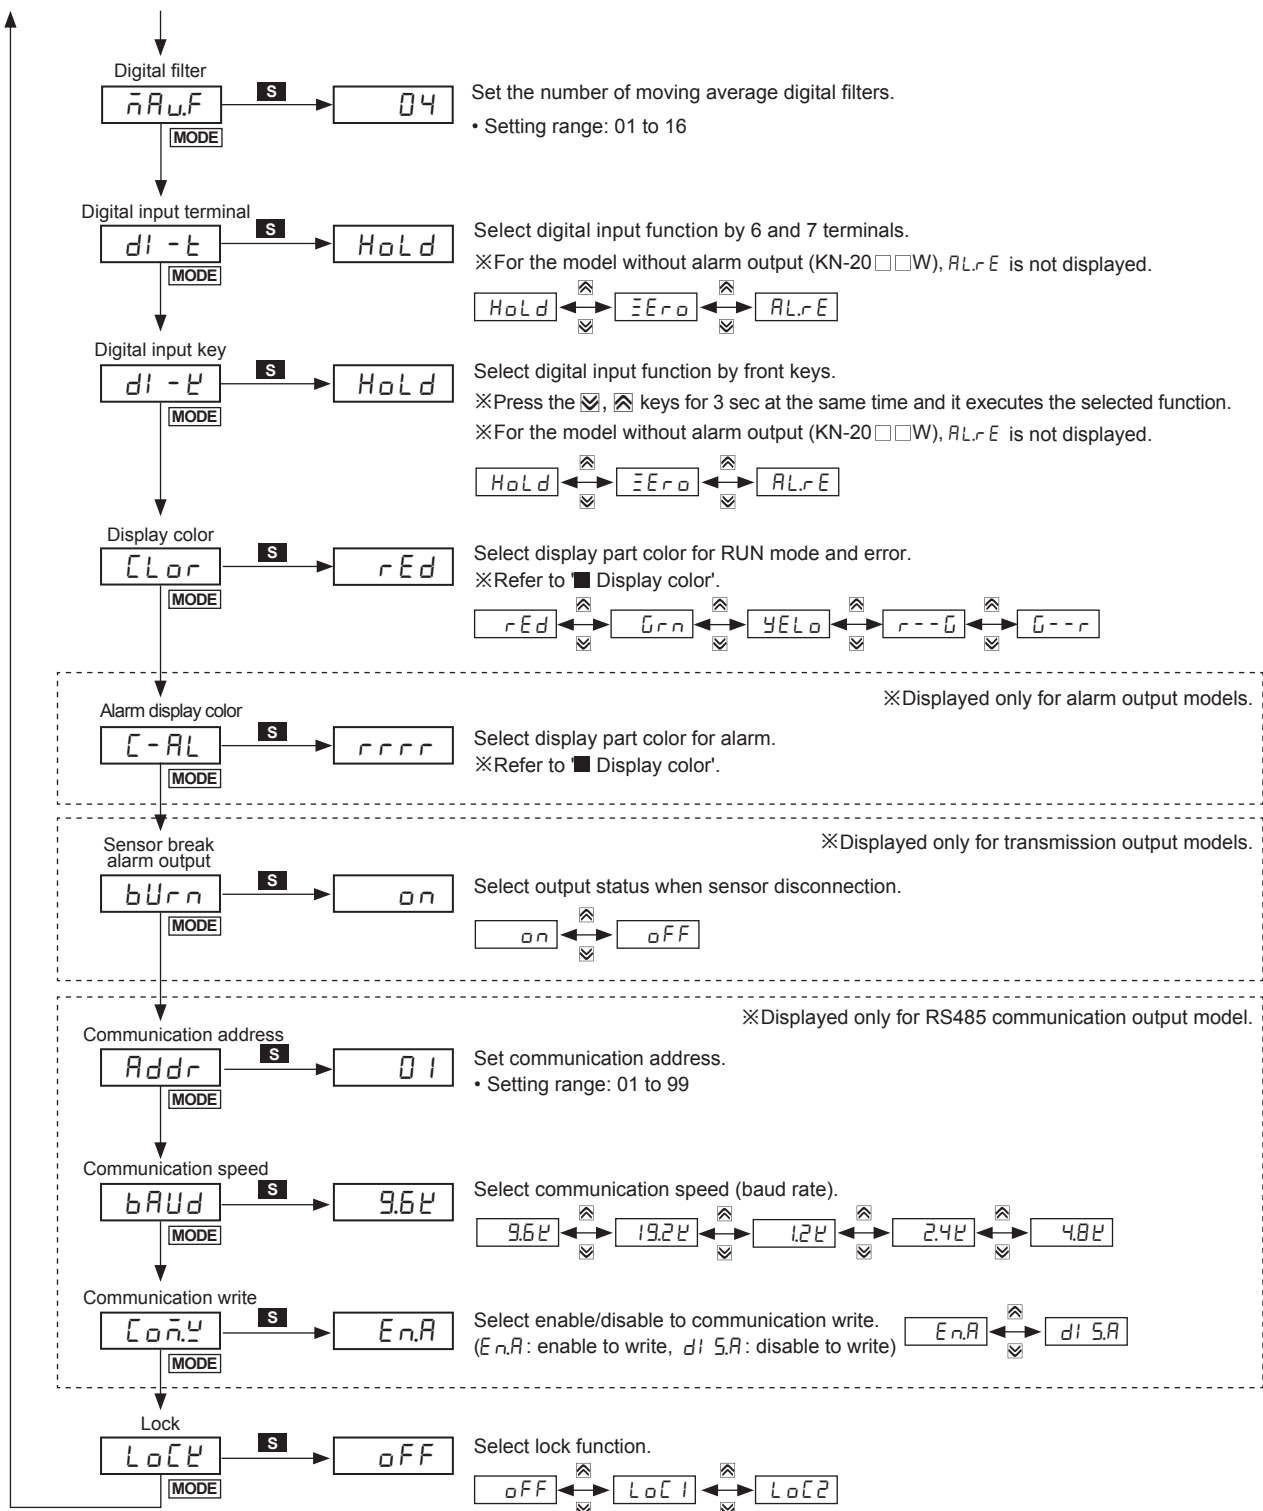 Digital filter
mAv.F S 04 Set the number of moving average digital filters.
MODE • Setting range: 01 to 16
Digital input terminal
dI-t S HoLd Select digital input function by 6 and 7 terminals.
MODE ※For the model without alarm output (KN-20□□W), AL.rE is not displayed.
HoLd ZEro AL.rE
Digital input key
dI-K S HoLd Select digital input function by front keys.
MODE ※Press the , keys for 3 sec at the same time and it executes the selected function.
※For the model without alarm output (KN-20□□W), AL.rE is not displayed.
HoLd ZEro AL.rE
Display color
CLor S rEd Select display part color for RUN mode and error.
MODE ※Refer to '■ Display color'.
rEd Grn YELo r--G G--r
※Displayed only for alarm output models.
Alarm display color
C-AL S rrrr Select display part color for alarm.
MODE ※Refer to '■ Display color'.
※Displayed only for transmission output models.
Sensor break
alarm output
bUrn S on Select output status when sensor disconnection.
MODE
on oFF
※Displayed only for RS485 communication output model.
Communication address
Addr S 01 Set communication address.
MODE • Setting range: 01 to 99
Communication speed
bAUd S 9.6K Select communication speed (baud rate).
MODE
9.6K 19.2K 1.2K 2.4K 4.8K
Communication write
Com.W S En.A Select enable/disable to communication write. En.A dIS.A
MODE (En.A: enable to write, dIS.A: disable to write)
Lock
LoCK S oFF Select lock function.
MODE
oFF LoC1 LoC2